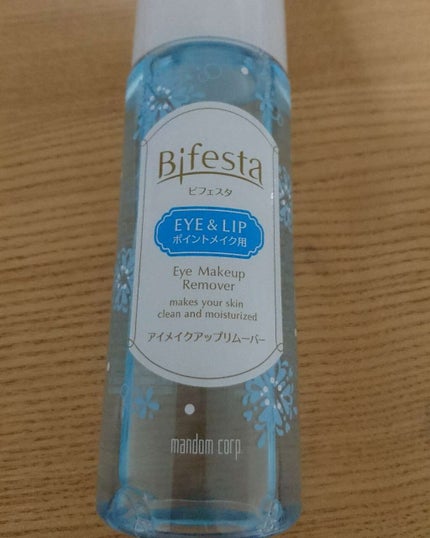 Bifesta
ビフェスタ
EYE & LIP
ポイントメイク用
Eye Makeup
Remover
makes your skin
clean and moisturized
アイメイクアップリムーバー
mandom corp.